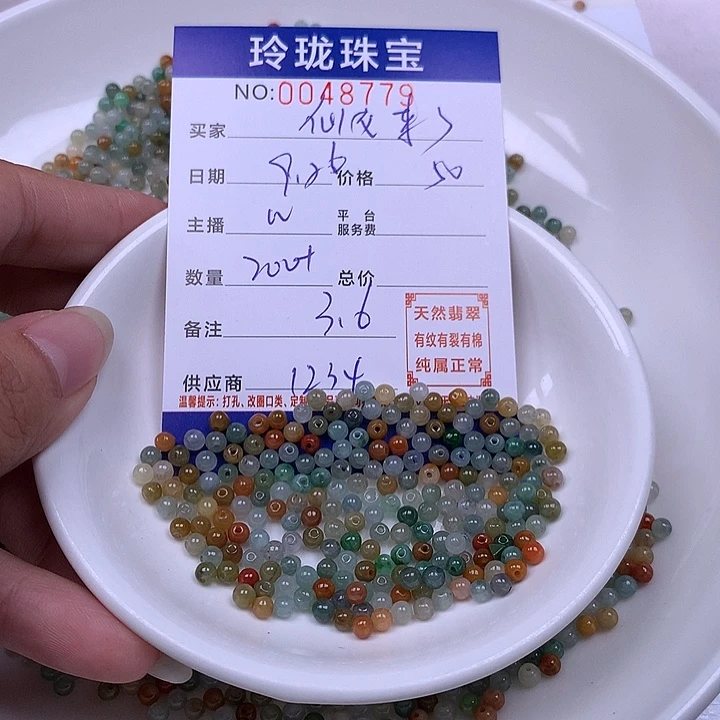 玲珑珠宝
NO:0048779
买家
日期 9.26 价格 50
主播 W 平台服务费
数量 200+ 总价
备注 3.6
天然翡翠
有纹有裂有棉
纯属正常
供应商 1234
温馨提示:打孔、改圈口类、定制